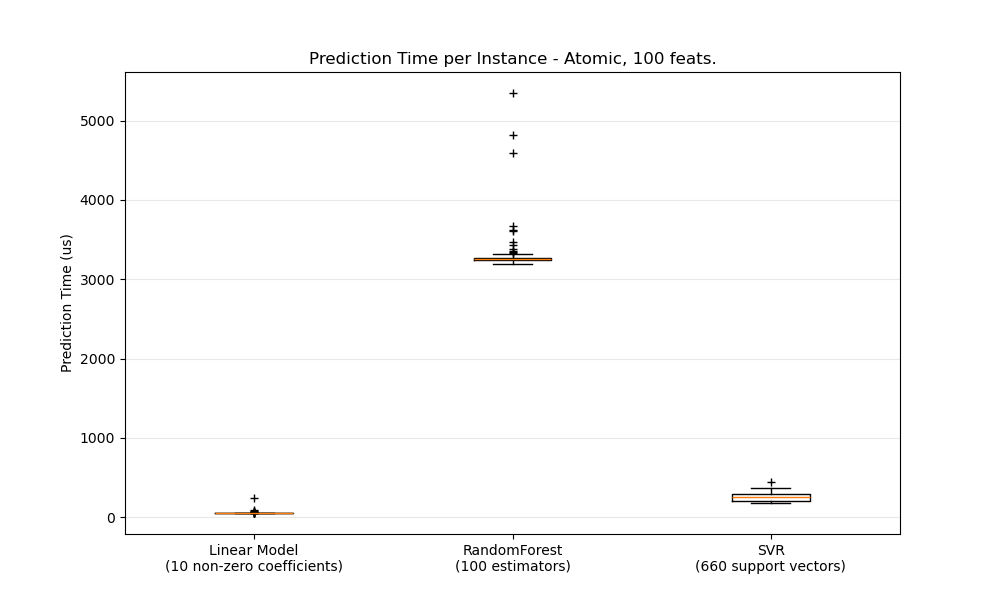 Prediction Time per Instance - Atomic, 100 feats.
Prediction Time (us)
5000
4000
3000
2000
1000
0
Linear Model
(10 non-zero coefficients)
RandomForest
(100 estimators)
SVR
(660 support vectors)